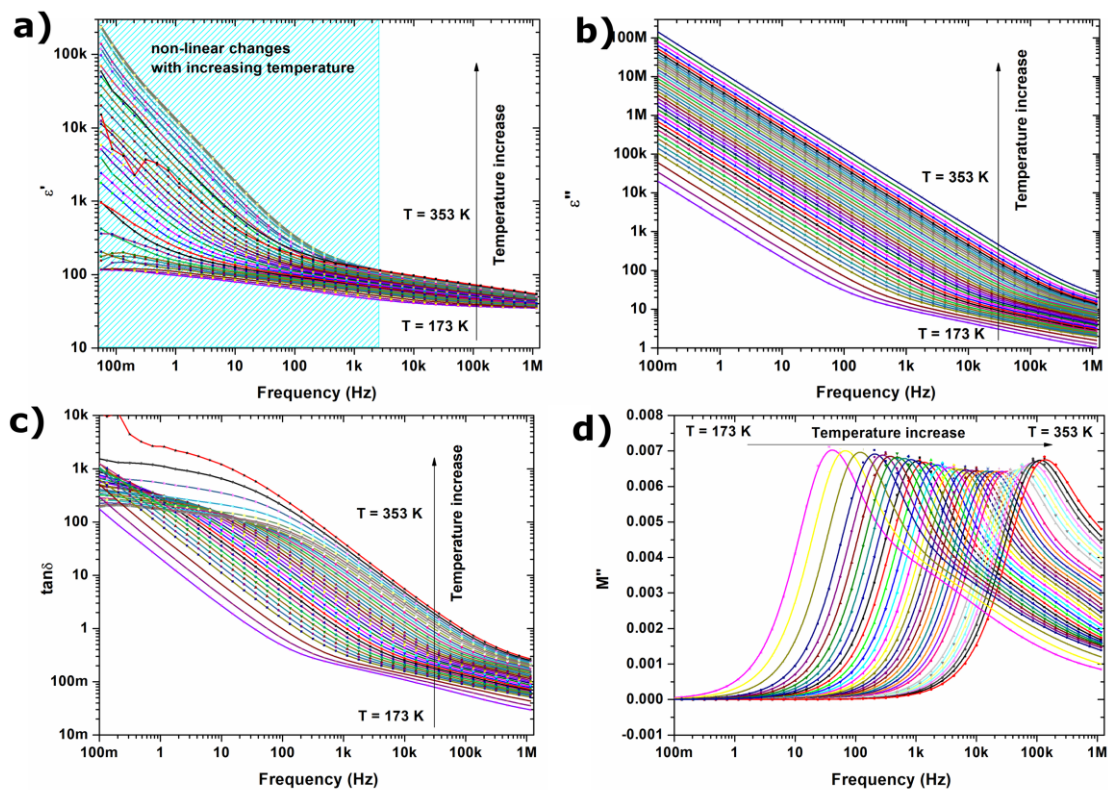 a)
non-linear changes
with increasing temperature
100k
10k
1k
100
10
ε'
T = 353 K
T = 173 K
Temperature increase
100m 1 10 100 1k 10k 100k 1M
Frequency (Hz)
b)
100M
10M
1M
100k
10k
1k
100
10
1
ε''
T = 353 K
T = 173 K
Temperature increase
100m 1 10 100 1k 10k 100k 1M
Frequency (Hz)
c)
10k
1k
100
10
1
100m
10m
tanδ
T = 353 K
T = 173 K
Temperature increase
100m 1 10 100 1k 10k 100k 1M
Frequency (Hz)
d)
0.008
0.007
0.006
0.005
0.004
0.003
0.002
0.001
0.000
-0.001
M''
T = 173 K
Temperature increase
T = 353 K
100m 1 10 100 1k 10k 100k 1M
Frequency (Hz)